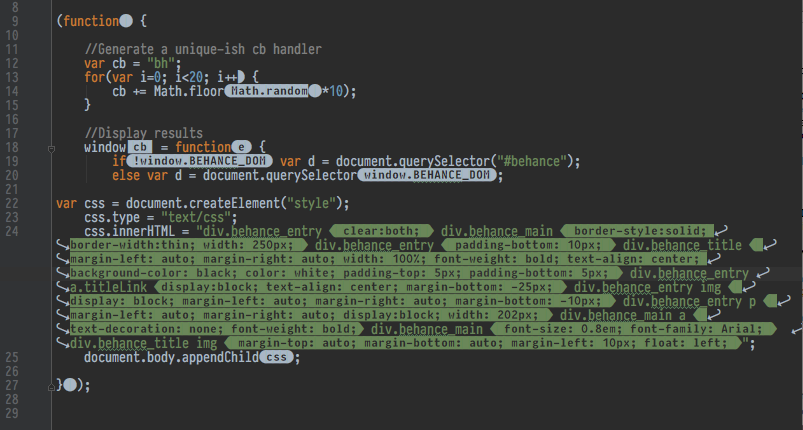 8
9 (function {
10
11 //Generate a unique-ish cb handler
12 var cb = "bh";
13 for(var i=0; i<20; i++ {
14 cb += Math.floor Math.random *10);
15 }
16
17 //Display results
18 window cb = function e {
19 if !window.BEHANCE_DOM var d = document.querySelector("#behance");
20 else var d = document.querySelector window.BEHANCE_DOM ;
21
22 var css = document.createElement("style");
23 css.type = "text/css";
24 css.innerHTML = "div.behance_entry clear:both; div.behance_main border-style:solid;
border-width:thin; width: 250px; div.behance_entry padding-bottom: 10px; div.behance_title
margin-left: auto; margin-right: auto; width: 100%; font-weight: bold; text-align: center;
background-color: black; color: white; padding-top: 5px; padding-bottom: 5px; div.behance_entry
a.titleLink display:block; text-align: center; margin-bottom: -25px; div.behance_entry img
display: block; margin-left: auto; margin-right: auto; margin-bottom: -10px; div.behance_entry p
margin-left: auto; margin-right: auto; display:block; width: 202px; div.behance_main a
text-decoration: none; font-weight: bold; div.behance_main font-size: 0.8em; font-family: Arial;
div.behance_title img margin-top: auto; margin-bottom: auto; margin-left: 10px; float: left; ";
25 document.body.appendChild css ;
26
27 } );
28
29